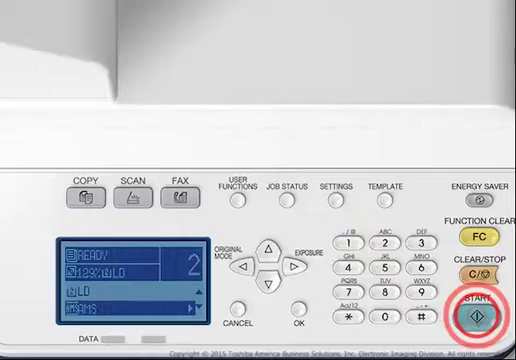 COPY SCAN FAX USER FUNCTIONS JOB STATUS SETTINGS TEMPLATE ENERGY SAVER
FUNCTION CLEAR
FC
CLEAR/STOP
C/
START
READY
129% LD
2
2 LD
AMS
ORIGINAL MODE
EXPOSURE
CANCEL
OK
. / @
1
ABC
2
DEF
3
GHI
4
JKL
5
MNO
6
PQRS
7
TUV
8
WXYZ
9
*
0
#
DATA
Copyright © 2015 Toshiba America Business Solutions, Inc. Electronic Imaging Division. All Rights